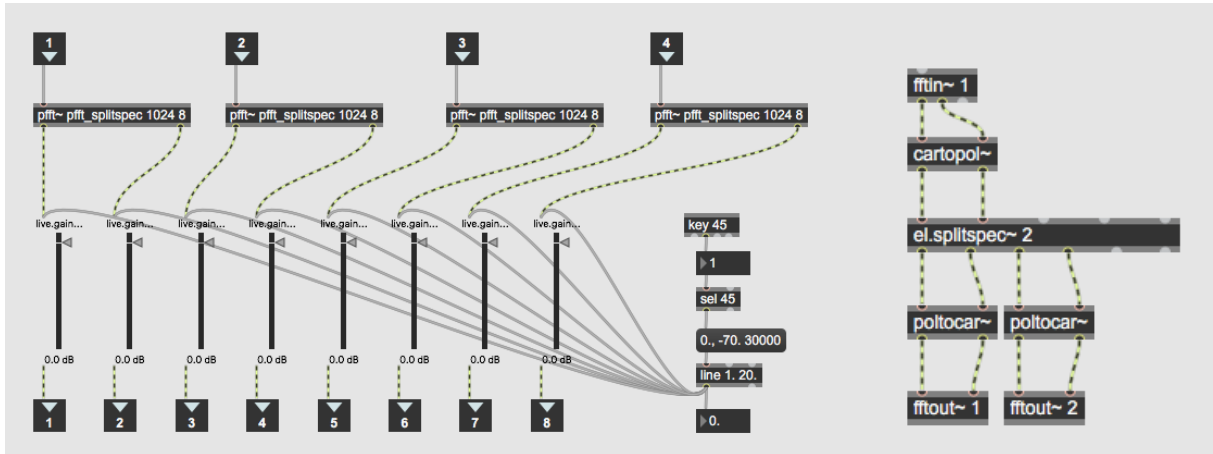 1
2
3
4
pfft~ pfft_splitspec 1024 8
pfft~ pfft_splitspec 1024 8
pfft~ pfft_splitspec 1024 8
pfft~ pfft_splitspec 1024 8
live.gain...
live.gain...
live.gain...
live.gain...
live.gain...
live.gain...
live.gain...
live.gain...
0.0 dB
0.0 dB
0.0 dB
0.0 dB
0.0 dB
0.0 dB
0.0 dB
0.0 dB
1
2
3
4
5
6
7
8
key 45
1
sel 45
0., -70. 30000
line 1. 20.
0.
fftin~ 1
cartopol~
el.splitspec~ 2
poltocar~
poltocar~
fftout~ 1
fftout~ 2